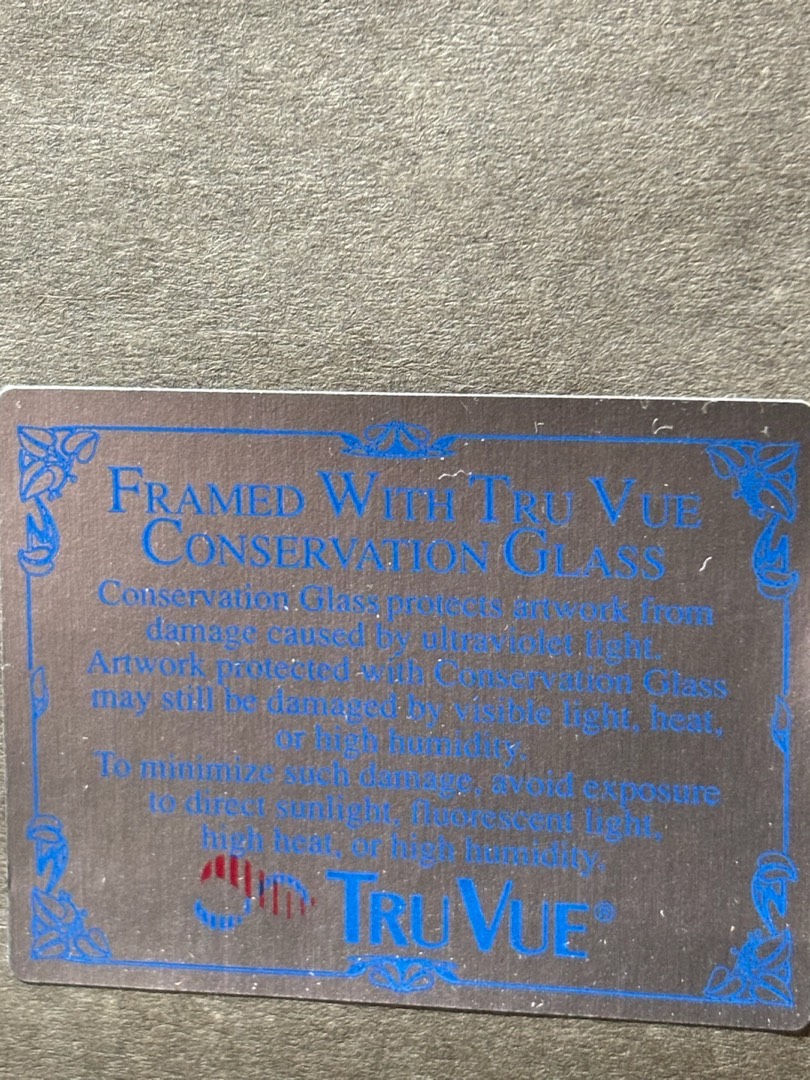 FRAMED WITH TRU VUE
CONSERVATION GLASS
Conservation Glass protects artwork from
damage caused by ultraviolet light.
Artwork protected with Conservation Glass
may still be damaged by visible light, heat,
or high humidity.
To minimize such damage, avoid exposure
to direct sunlight, fluorescent light,
high heat, or high humidity.
TRU VUE®